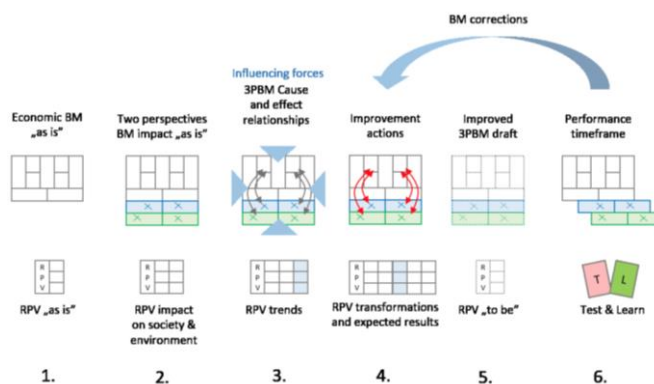 BM corrections
Influencing forces
3PBM Cause
and effect
relationships
Economic BM
„as is”
Two perspectives
BM impact „as is”
Improvement
actions
Improved
3PBM draft
Performance
timeframe
R
P
V
R
P
V
R
P
V
R
P
V
R
P
V
T
L
RPV „as is”
RPV impact
on society &
environment
RPV trends
RPV transformations
and expected results
RPV „to be”
Test & Learn
1.
2.
3.
4.
5.
6.